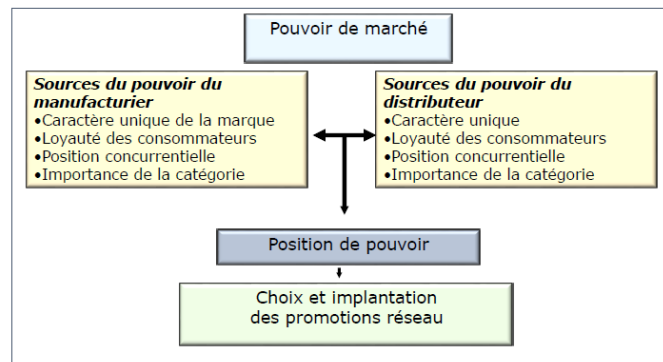 Pouvoir de marché
Sources du pouvoir du
manufacturier
•Caractère unique de la marque
•Loyauté des consommateurs
•Position concurrentielle
•Importance de la catégorie
Sources du pouvoir du
distributeur
•Caractère unique
•Loyauté des consommateurs
•Position concurrentielle
•Importance de la catégorie
Position de pouvoir
Choix et implantation
des promotions réseau